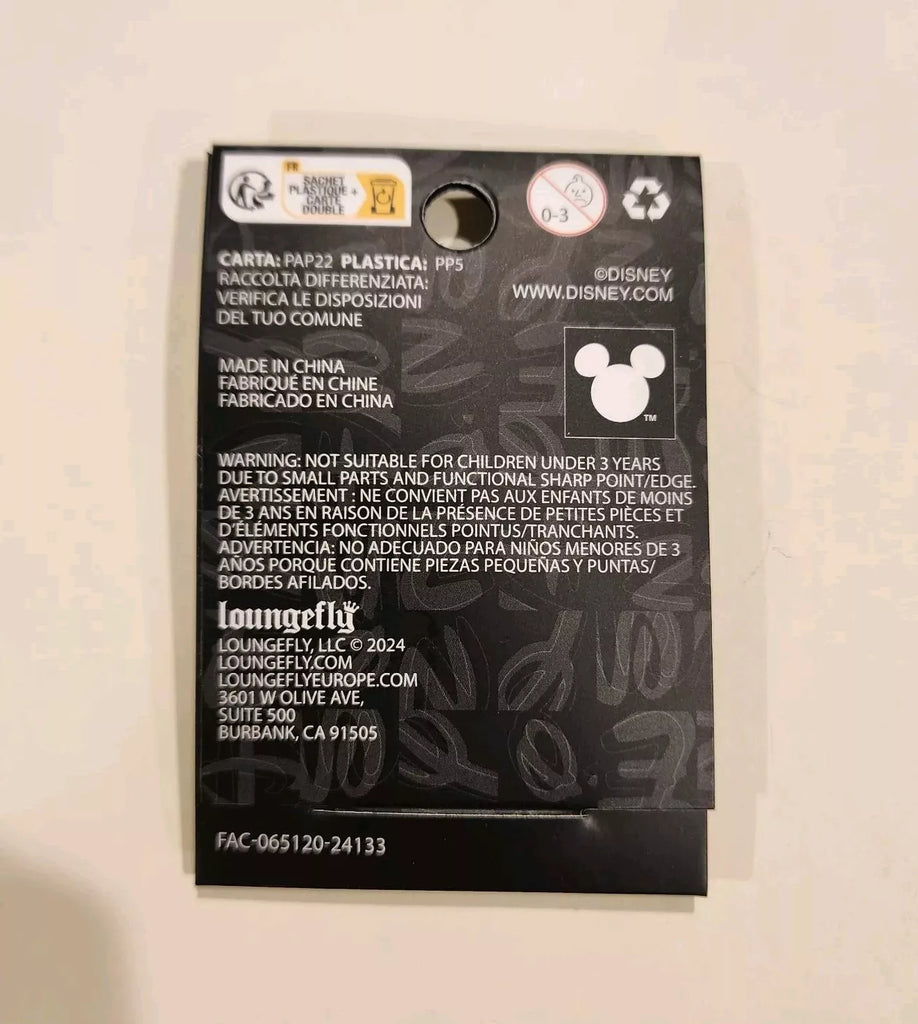 FR
SACHET
PLASTIQUE +
CARTE
DOUBLE
0-3
CARTA: PAP22 PLASTICA: PP5
RACCOLTA DIFFERENZIATA:
VERIFICA LE DISPOSIZIONI
DEL TUO COMUNE
©DISNEY
WWW.DISNEY.COM
TM
MADE IN CHINA
FABRIQUÉ EN CHINE
FABRICADO EN CHINA
WARNING: NOT SUITABLE FOR CHILDREN UNDER 3 YEARS
DUE TO SMALL PARTS AND FUNCTIONAL SHARP POINT/EDGE.
AVERTISSEMENT : NE CONVIENT PAS AUX ENFANTS DE MOINS
DE 3 ANS EN RAISON DE LA PRÉSENCE DE PETITES PIÈCES ET
D'ÉLÉMENTS FONCTIONNELS POINTUS/TRANCHANTS.
ADVERTENCIA: NO ADECUADO PARA NIÑOS MENORES DE 3
AÑOS PORQUE CONTIENE PIEZAS PEQUEÑAS Y PUNTAS/
BORDES AFILADOS.
loungefly
LOUNGEFLY, LLC © 2024
LOUNGEFLY.COM
LOUNGEFLYEUROPE.COM
3601 W OLIVE AVE,
SUITE 500
BURBANK, CA 91505
FAC-065120-24133